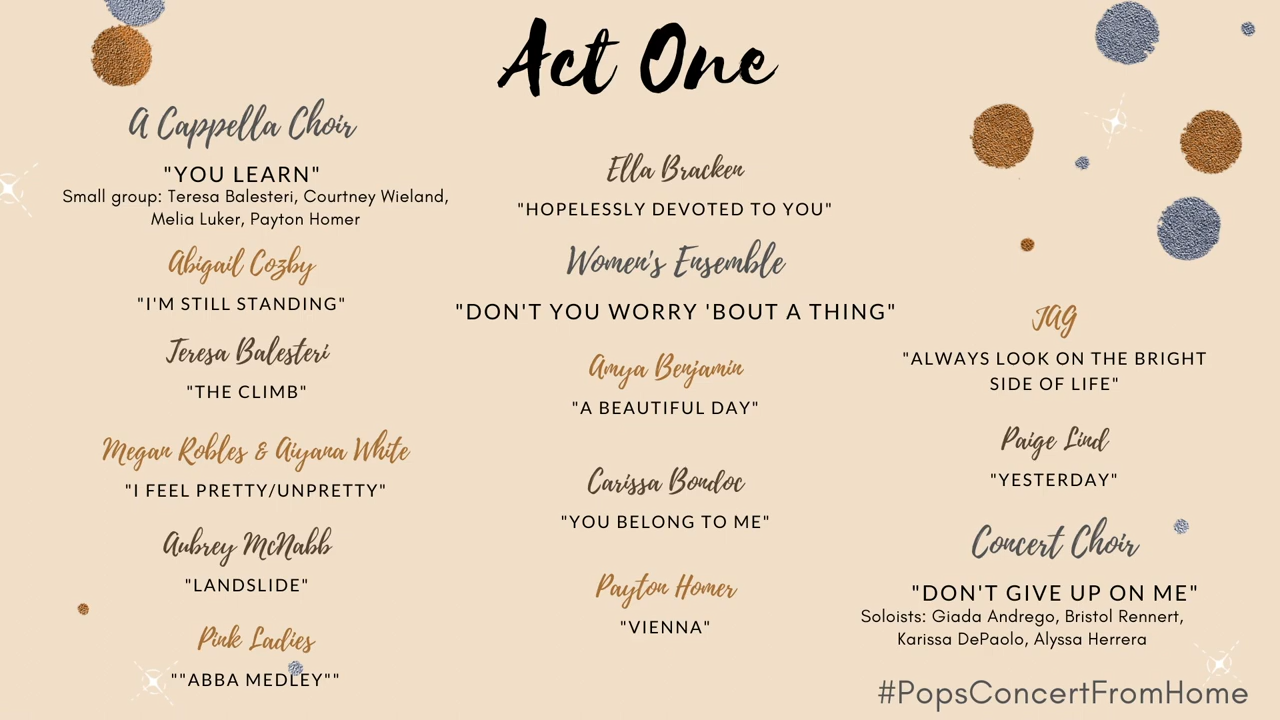 Act One
A Cappella Choir
"YOU LEARN"
Small group: Teresa Balesteri, Courtney Wieland,
Melia Luker, Payton Homer
Abigail Cozby
"I'M STILL STANDING"
Teresa Balesteri
"THE CLIMB"
Megan Robles & Aiyana White
"I FEEL PRETTY/UNPRETTY"
Aubrey McNabb
"LANDSLIDE"
Pink Ladies
""ABBA MEDLEY""
Ella Bracken
"HOPELESSLY DEVOTED TO YOU"
Women's Ensemble
"DON'T YOU WORRY 'BOUT A THING"
Amya Benjamin
"A BEAUTIFUL DAY"
Carissa Bondoc
"YOU BELONG TO ME"
Payton Homer
"VIENNA"
JAG
"ALWAYS LOOK ON THE BRIGHT
SIDE OF LIFE"
Paige Lind
"YESTERDAY"
Concert Choir
"DON'T GIVE UP ON ME"
Soloists: Giada Andrego, Bristol Rennert,
Karissa DePaolo, Alyssa Herrera
#PopsConcertFromHome